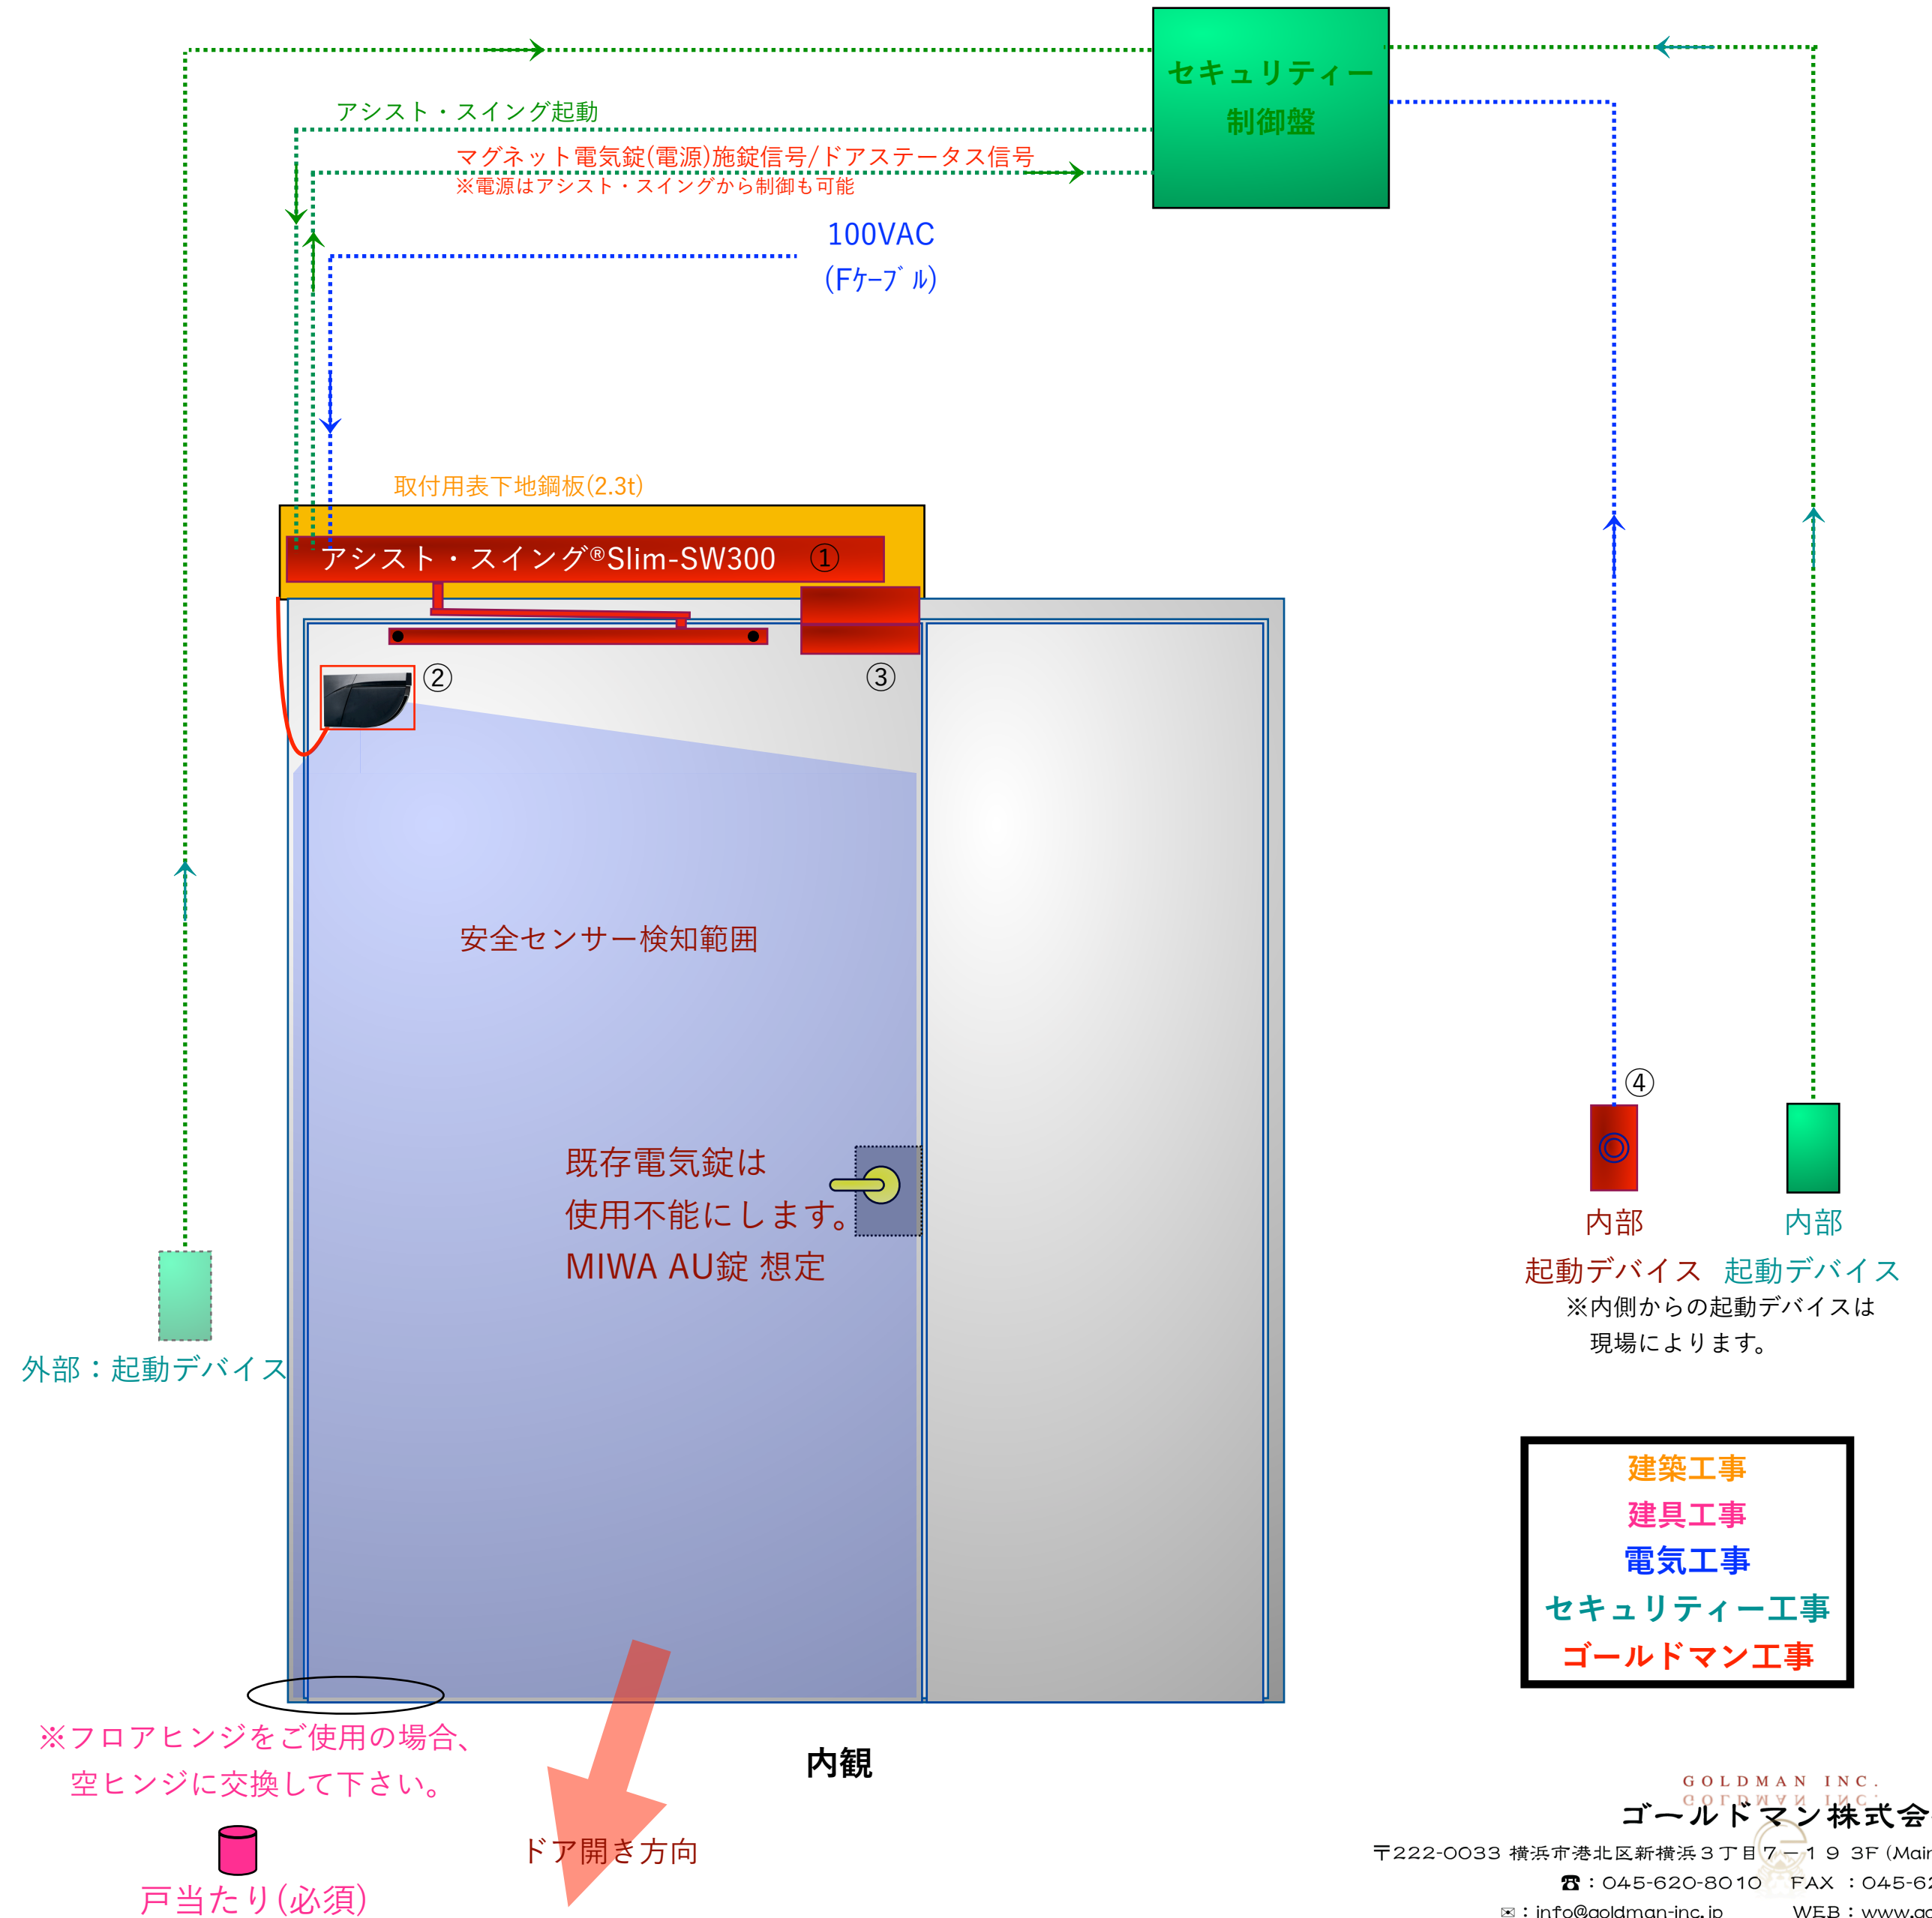 セキュリティー
制御盤
アシスト・スイング起動
マグネット電気錠(電源)施錠信号/ドアステータス信号
※電源はアシスト・スイングから制御も可能
100VAC
(Fｹｰﾌﾞﾙ)
取付用表下地鋼板(2.3t)
アシスト・スイング®Slim-SW300 ①
②
③
安全センサー検知範囲
既存電気錠は
使用不能にします。
MIWA AU錠 想定
④
内部
起動デバイス
内部
起動デバイス
※内側からの起動デバイスは
現場によります。
外部：起動デバイス
建築工事
建具工事
電気工事
セキュリティー工事
ゴールドマン工事
※フロアヒンジをご使用の場合、
空ヒンジに交換して下さい。
内観
ドア開き方向
戸当たり(必須)
GOLDMAN INC.
ゴールドマン株式会
〒222-0033 横浜市港北区新横浜３丁目７－１９ 3F (Main
☎：045-620-8010 FAX ：045-62
✉：info@goldman-inc.jp WEB：www.go